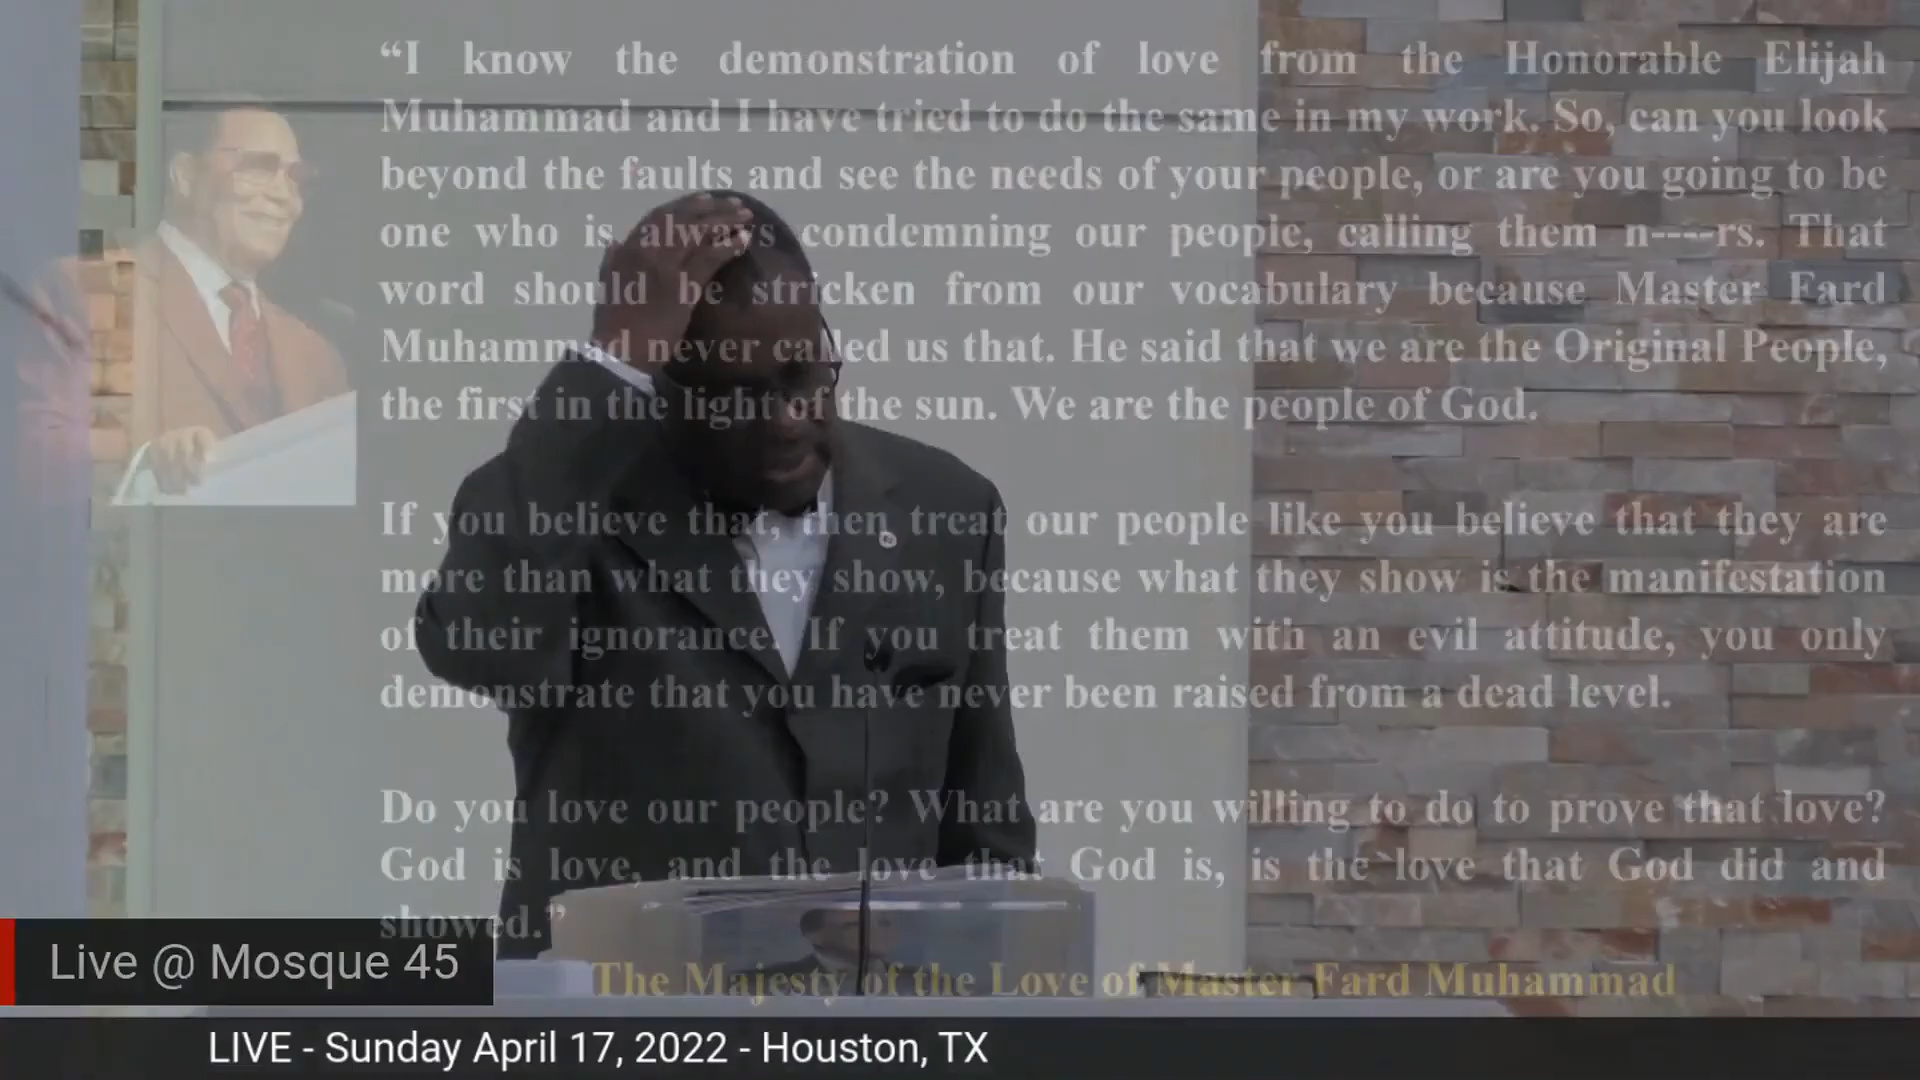 “I know the demonstration of love from the Honorable Elijah
Muhammad and I have tried to do the same in my work. So, can you look
beyond the faults and see the needs of your people, or are you going to be
one who is always condemning our people, calling them n----rs. That
word should be stricken from our vocabulary because Master Fard
Muhammad never called us that. He said that we are the Original People,
the first in the light of the sun. We are the people of God.
If you believe that, then treat our people like you believe that they are
more than what they show, because what they show is the manifestation
of their ignorance. If you treat them with an evil attitude, you only
demonstrate that you have never been raised from a dead level.
Do you love our people? What are you willing to do to prove that love?
God is love, and the love that God is, is the love that God did and
showed.”
The Majesty of the Love of Master Fard Muhammad
Live @ Mosque 45
LIVE - Sunday April 17, 2022 - Houston, TX